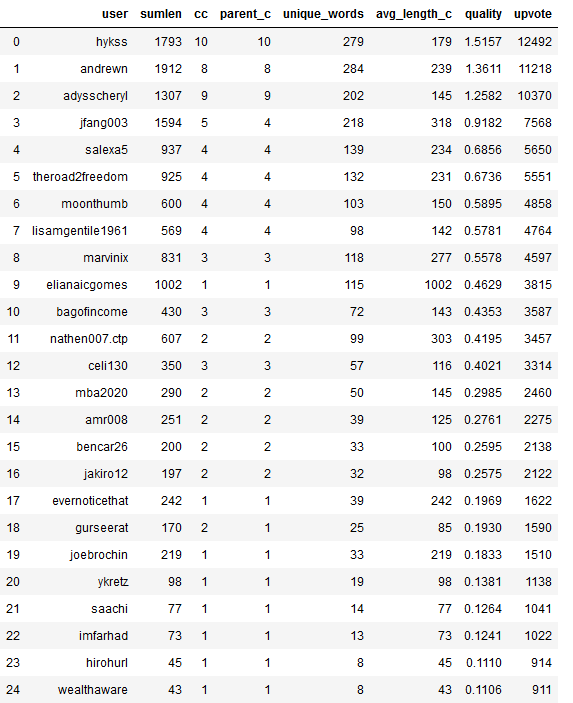 user sumlen cc parent_c unique_words avg_length_c quality upvote
0 hykss 1793 10 10 279 179 1.5157 12492
1 andrewn 1912 8 8 284 239 1.3611 11218
2 adysscheryl 1307 9 9 202 145 1.2582 10370
3 jfang003 1594 5 4 218 318 0.9182 7568
4 salexa5 937 4 4 139 234 0.6856 5650
5 theroad2freedom 925 4 4 132 231 0.6736 5551
6 moonthumb 600 4 4 103 150 0.5895 4858
7 lisamgentile1961 569 4 4 98 142 0.5781 4764
8 marvinix 831 3 3 118 277 0.5578 4597
9 elianaicgomes 1002 1 1 115 1002 0.4629 3815
10 bagofincome 430 3 3 72 143 0.4353 3587
11 nathen007.ctp 607 2 2 99 303 0.4195 3457
12 celi130 350 3 3 57 116 0.4021 3314
13 mba2020 290 2 2 50 145 0.2985 2460
14 amr008 251 2 2 39 125 0.2761 2275
15 bencar26 200 2 2 33 100 0.2595 2138
16 jakiro12 197 2 2 32 98 0.2575 2122
17 evernoticethat 242 1 1 39 242 0.1969 1622
18 gurseerat 170 2 1 25 85 0.1930 1590
19 joebrochin 219 1 1 33 219 0.1833 1510
20 ykretz 98 1 1 19 98 0.1381 1138
21 saachi 77 1 1 14 77 0.1264 1041
22 imfarhad 73 1 1 13 73 0.1241 1022
23 hirohurl 45 1 1 8 45 0.1110 914
24 wealthaware 43 1 1 8 43 0.1106 911